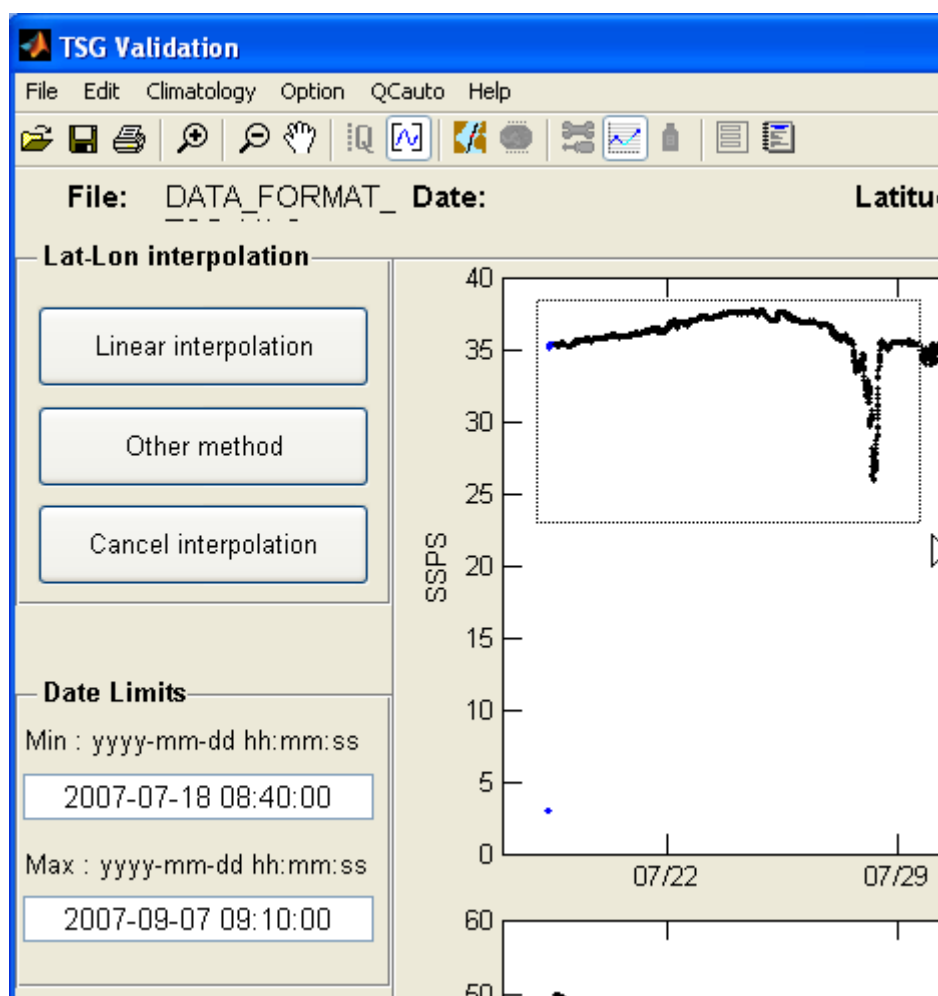 TSG Validation
File Edit Climatology Option QCauto Help
File: DATA_FORMAT_ Date: Latitu
Lat-Lon interpolation
Linear interpolation
Other method
Cancel interpolation
Date Limits
Min : yyyy-mm-dd hh:mm:ss
2007-07-18 08:40:00
Max : yyyy-mm-dd hh:mm:ss
2007-09-07 09:10:00
SSPS
40
35
30
25
20
15
10
5
0
07/22 07/29
60
50